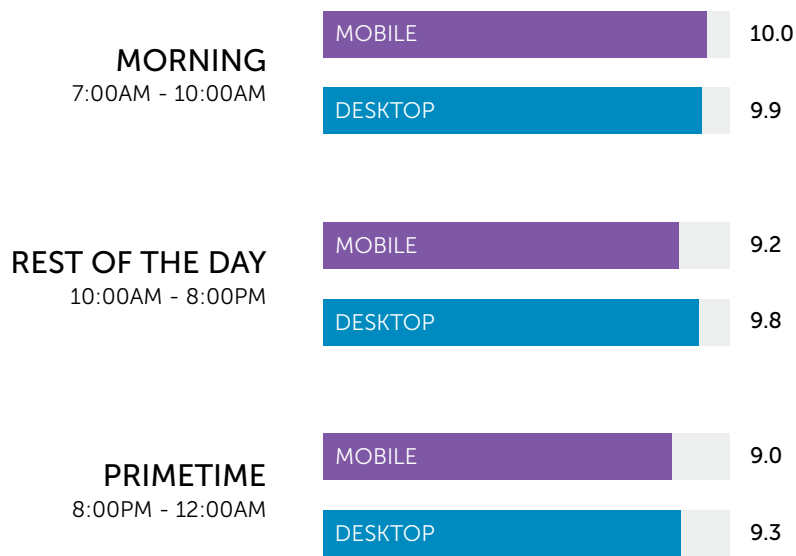 MORNING
7:00AM - 10:00AM
MOBILE 10.0
DESKTOP 9.9
REST OF THE DAY
10:00AM - 8:00PM
MOBILE 9.2
DESKTOP 9.8
PRIMETIME
8:00PM - 12:00AM
MOBILE 9.0
DESKTOP 9.3